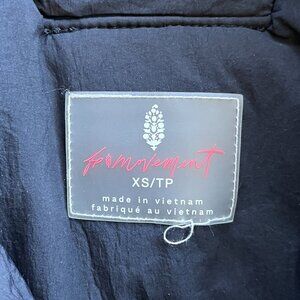 fpmovement
XS/TP
made in vietnam
fabriqué au vietnam